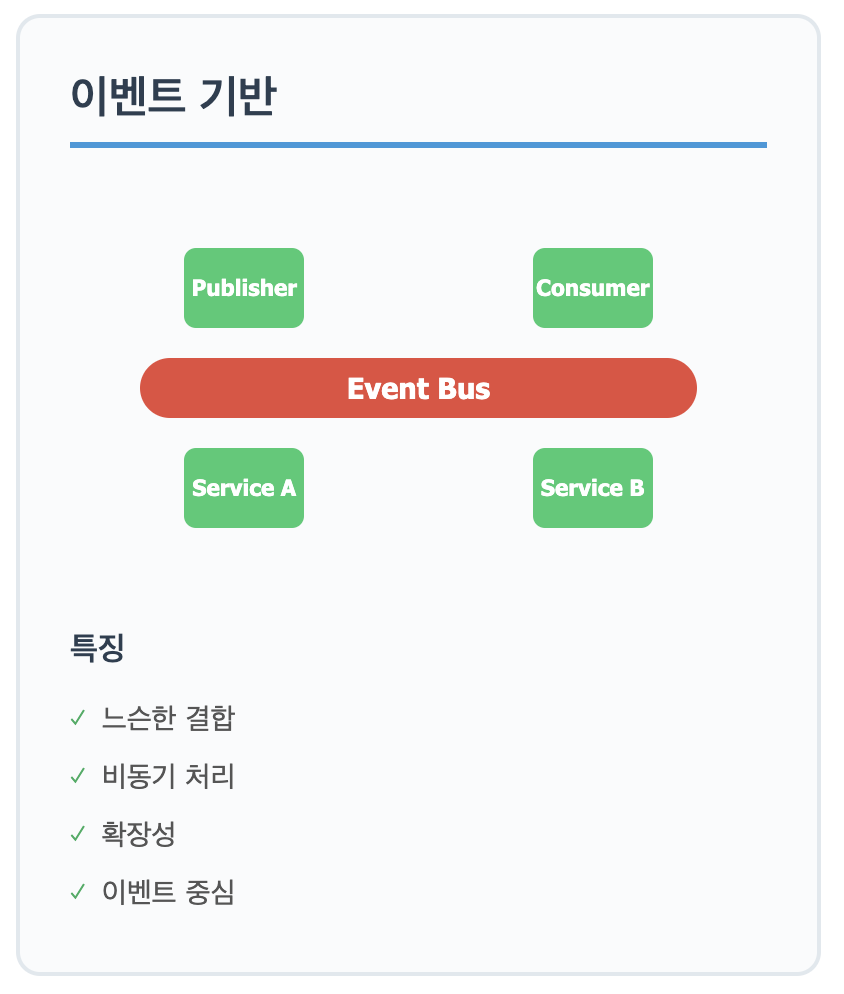 이벤트 기반
Publisher
Consumer
Event Bus
Service A
Service B
특징
✓ 느슨한 결합
✓ 비동기 처리
✓ 확장성
✓ 이벤트 중심